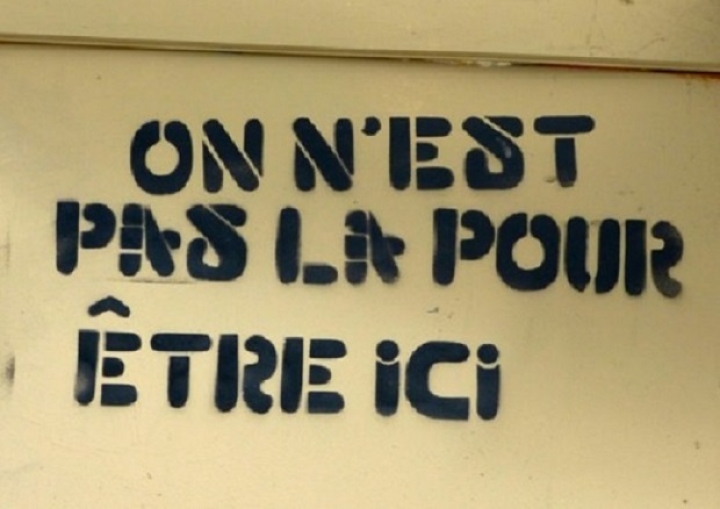 ON N'EST
PAS LA POUR
ÊTRE iCi